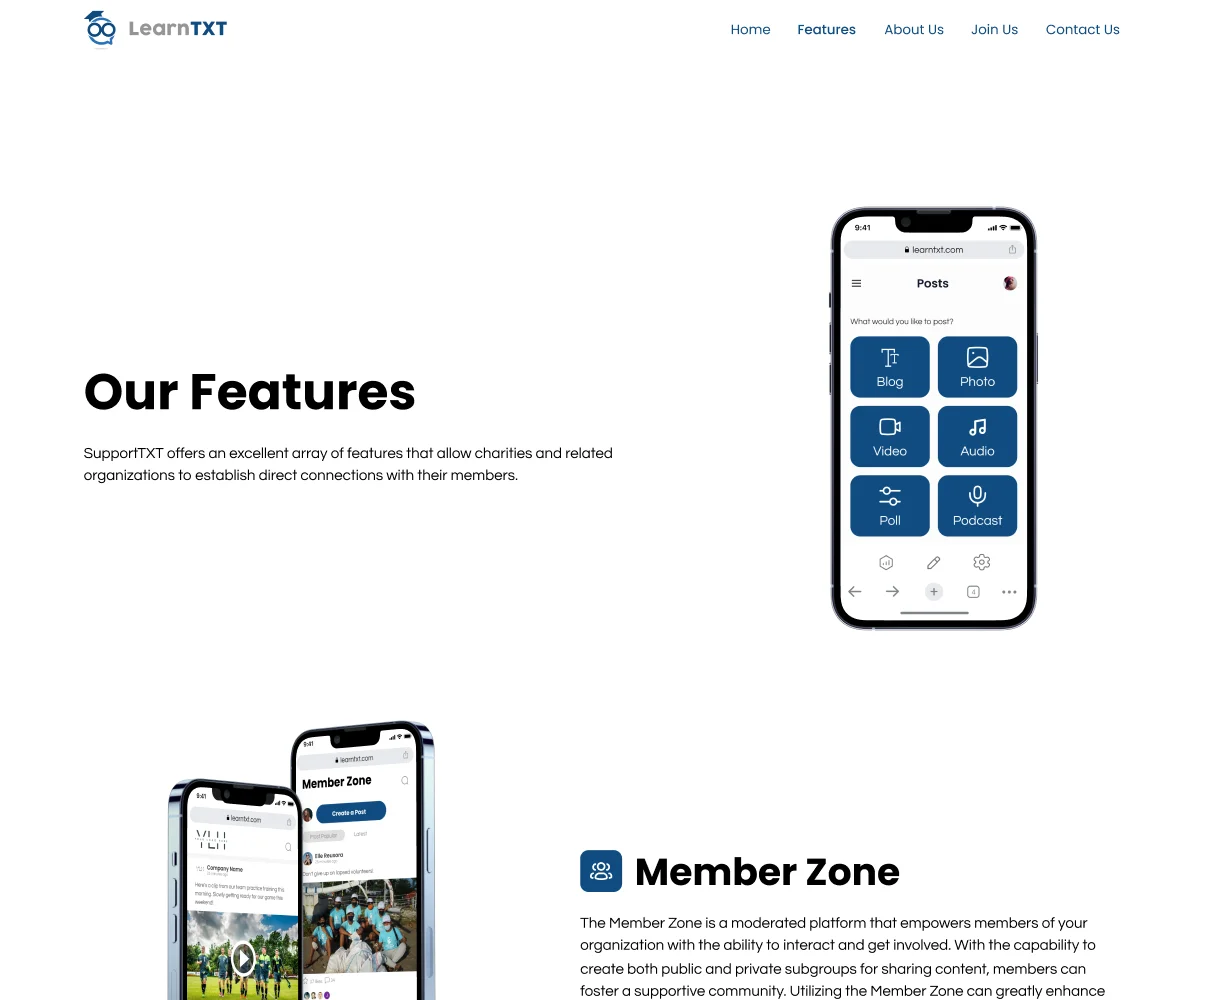 LearnTXT
Home Features About Us Join Us Contact Us
9:41
learntxt.com
Posts
What would you like to post?
Blog Photo
Video Audio
Poll Podcast
4
Our Features
SupportTXT offers an excellent array of features that allow charities and related
organizations to establish direct connections with their members.
9:41
learntxt.com
Member Zone
Create a Post
Most Popular Latest
Elle Reunora
Don't give up on lapsed volunteers!
9:41
learntxt.com
YLH
Company Name
Here's a clip from our team practice training this
morning. Slowly getting ready for our game this
weekend!!
Member Zone
The Member Zone is a moderated platform that empowers members of your
organization with the ability to interact and get involved. With the capability to
create both public and private subgroups for sharing content, members can
foster a supportive community. Utilizing the Member Zone can greatly enhance